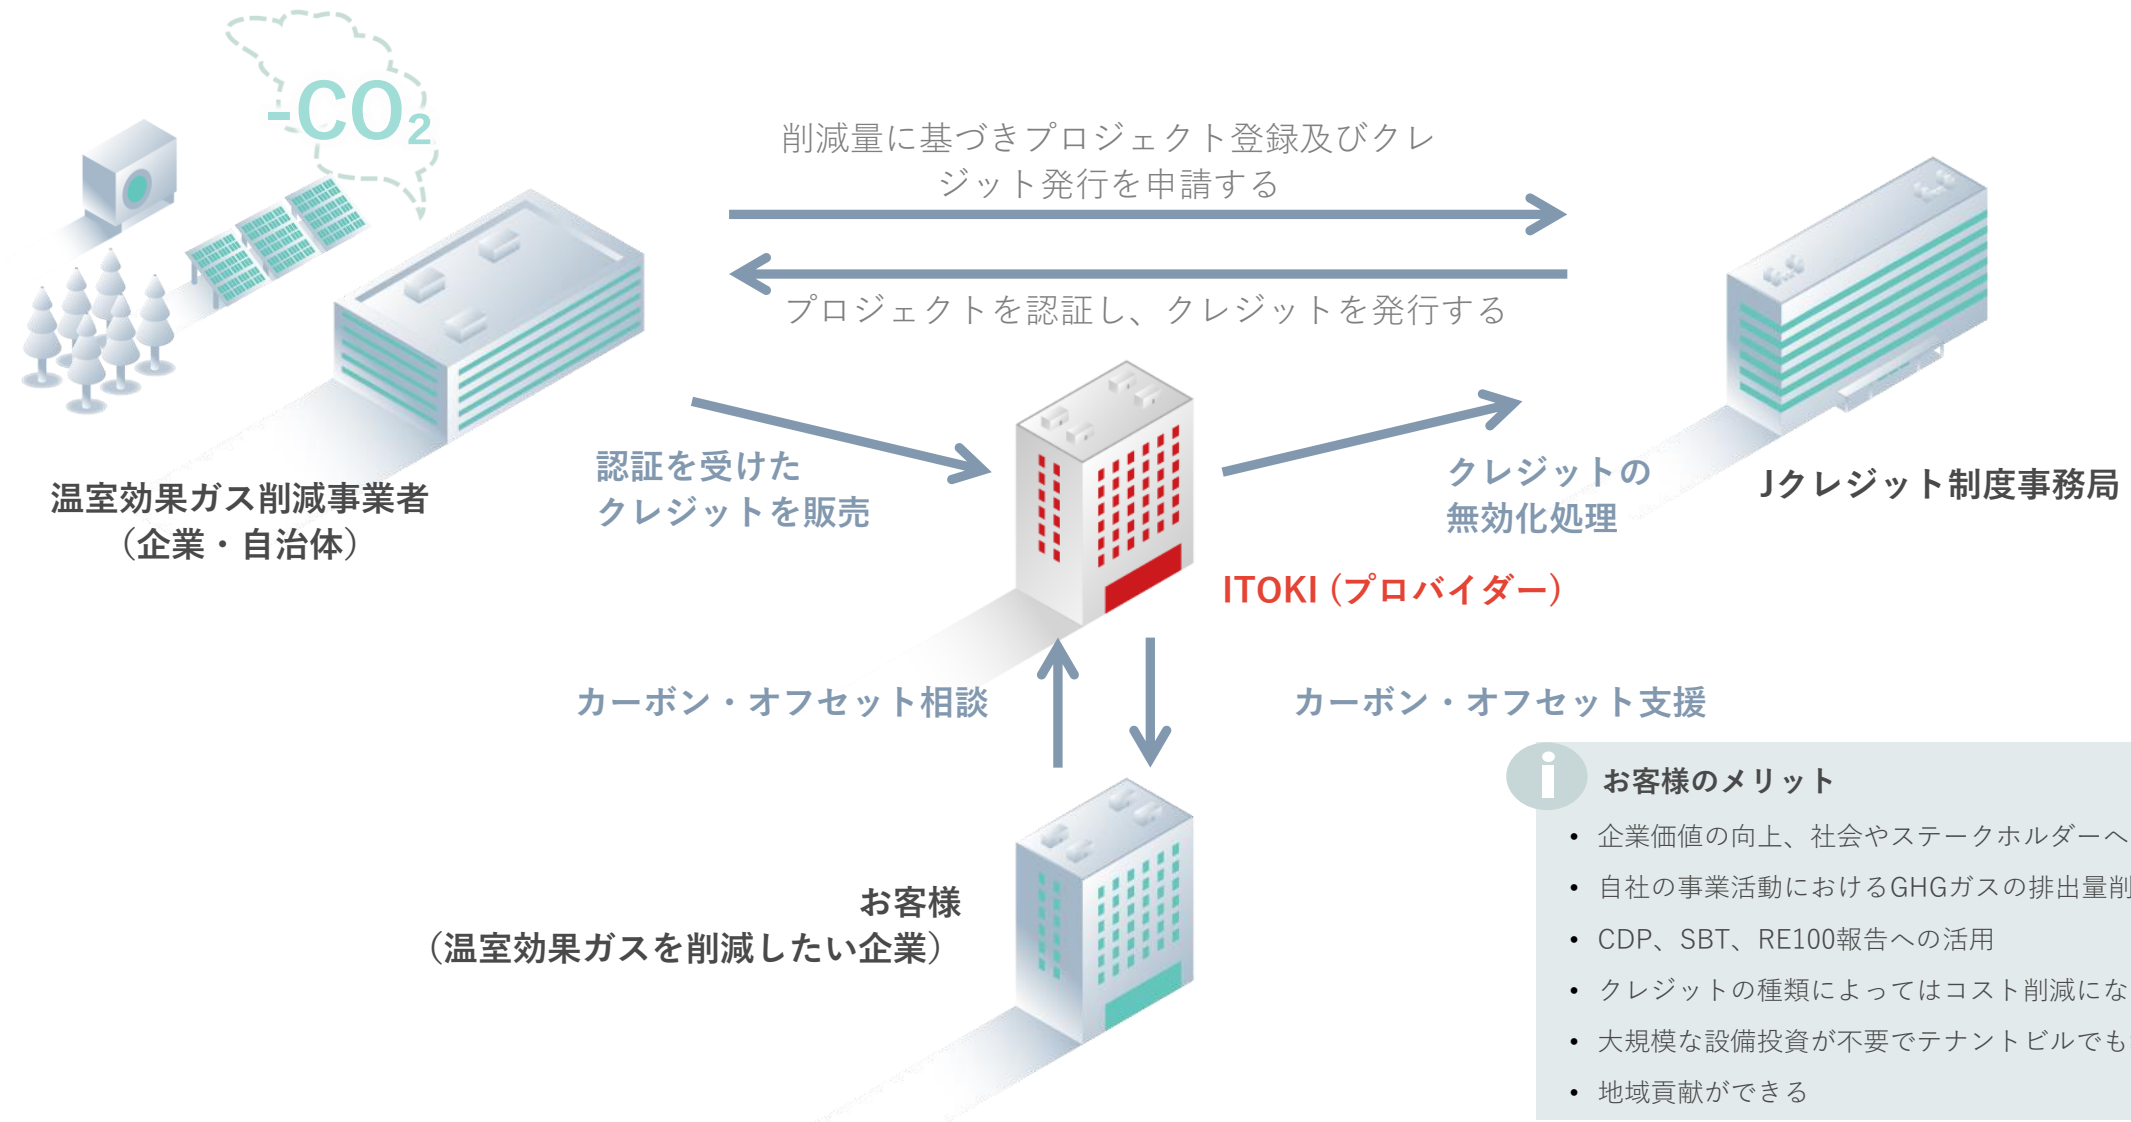 -CO₂
削減量に基づきプロジェクト登録及びクレ
ジット発行を申請する
プロジェクトを認証し、クレジットを発行する
認証を受けた
クレジットを販売
クレジットの
無効化処理
温室効果ガス削減事業者
（企業・自治体）
Jクレジット制度事務局
ITOKI (プロバイダー)
カーボン・オフセット相談
カーボン・オフセット支援
お客様
（温室効果ガスを削減したい企業）
i
お客様のメリット
• 企業価値の向上、社会やステークホルダーへ
• 自社の事業活動におけるGHGガスの排出量削
• CDP、SBT、RE100報告への活用
• クレジットの種類によってはコスト削減にな
• 大規模な設備投資が不要でテナントビルでも
• 地域貢献ができる